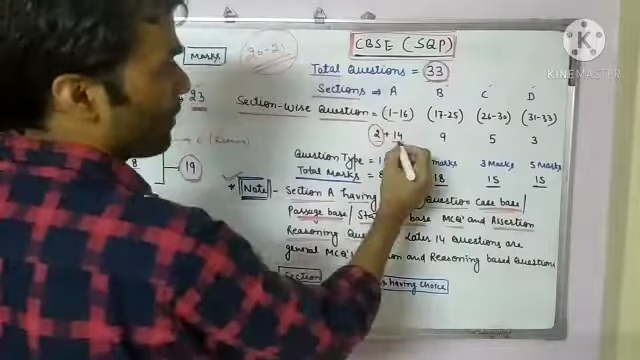 Marks
20-21
CBSE (SQP)
KINEMASTER
Total Questions = 33
Sections :- A B C D
Section-Wise Question = (1-16) (17-25) (26-30) (31-33)
23
2 + 14 9 5 3
Question Type = 1 marks 3 Marks 5 Marks
Total Marks = 18 15 15
8
19
Note :- Section A having Question Case base/
Passage base/ base MCQ's and Assertion
Reasoning Later 14 Questions are
general MCQ's and Reasoning based Questions
Section having choice